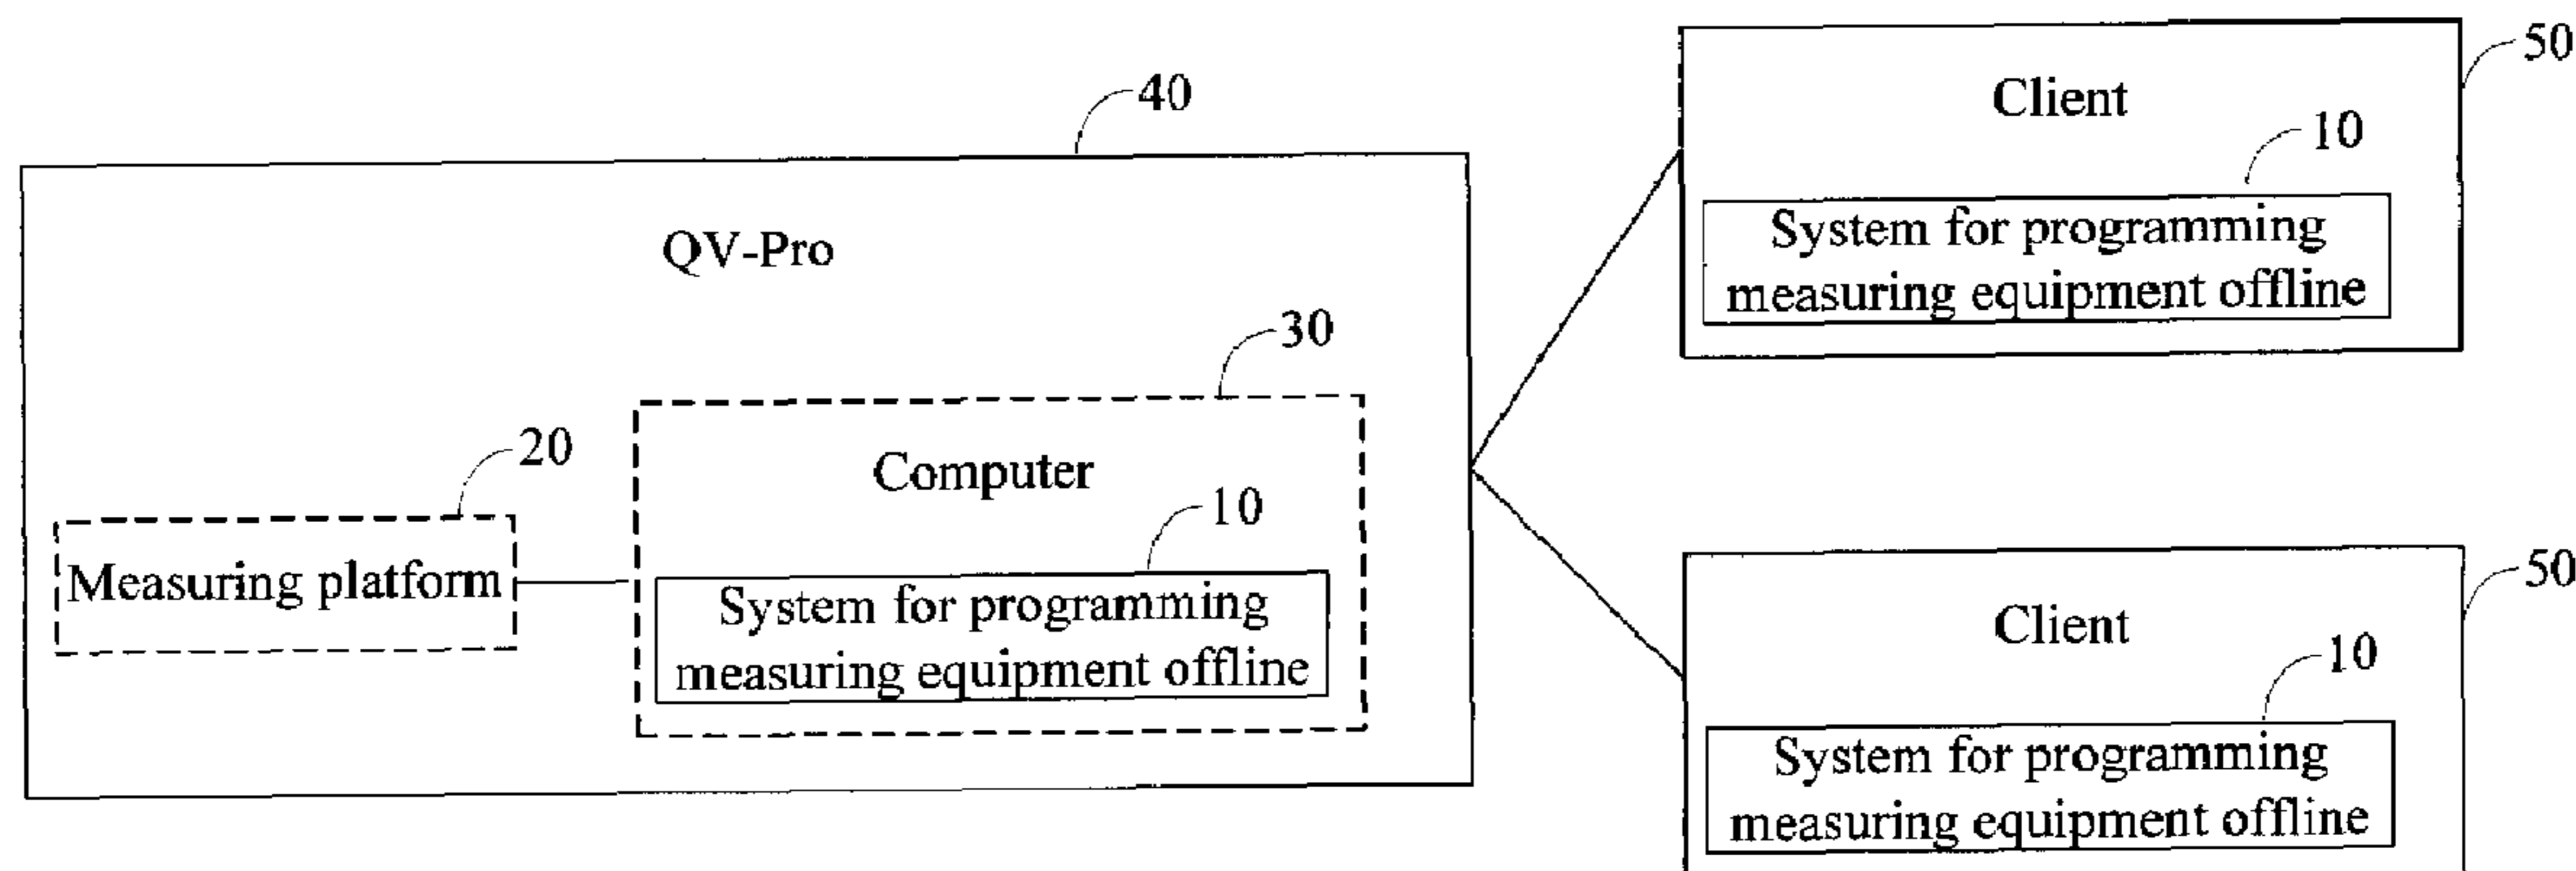 40
QV-Pro
30
Computer
20
Measuring platform
10
System for programming
measuring equipment offline
50
Client
10
System for programming
measuring equipment offline
50
Client
10
System for programming
measuring equipment offline